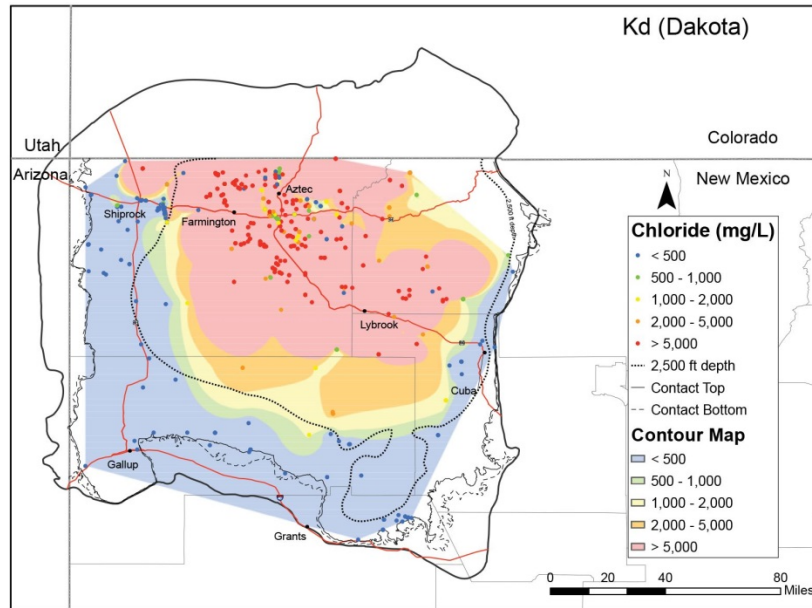 Kd (Dakota)
Utah
Colorado
Arizona
New Mexico
N
Aztec
Shiprock
Farmington
2,500 ft depth
Lybrook
Cuba
Gallup
Grants
Chloride (mg/L)
< 500
500 - 1,000
1,000 - 2,000
2,000 - 5,000
> 5,000
2,500 ft depth
Contact Top
Contact Bottom
Contour Map
< 500
500 - 1,000
1,000 - 2,000
2,000 - 5,000
> 5,000
0 20 40 60 80
Miles